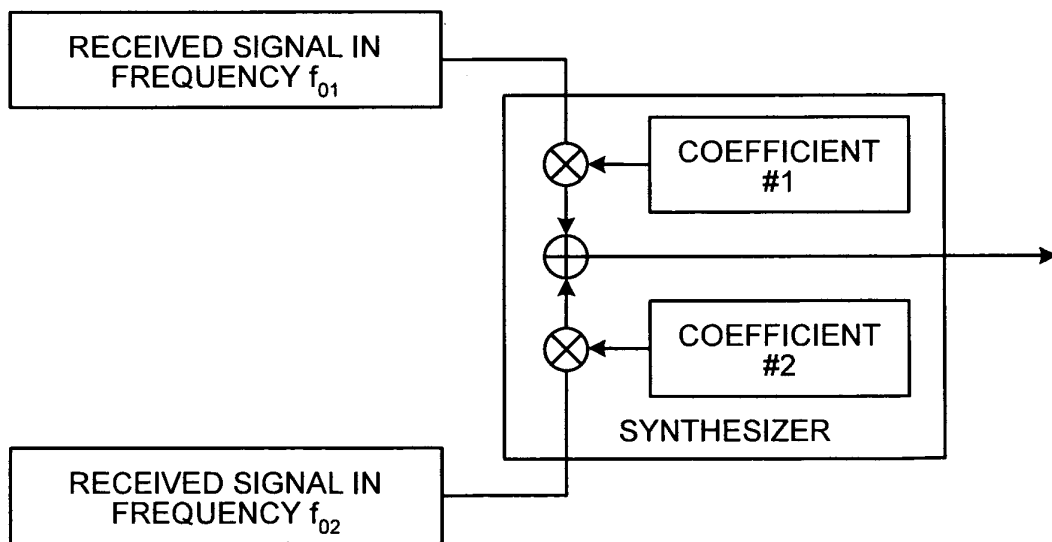 RECEIVED SIGNAL IN
FREQUENCY f01
COEFFICIENT
#1
COEFFICIENT
#2
SYNTHESIZER
RECEIVED SIGNAL IN
FREQUENCY f02